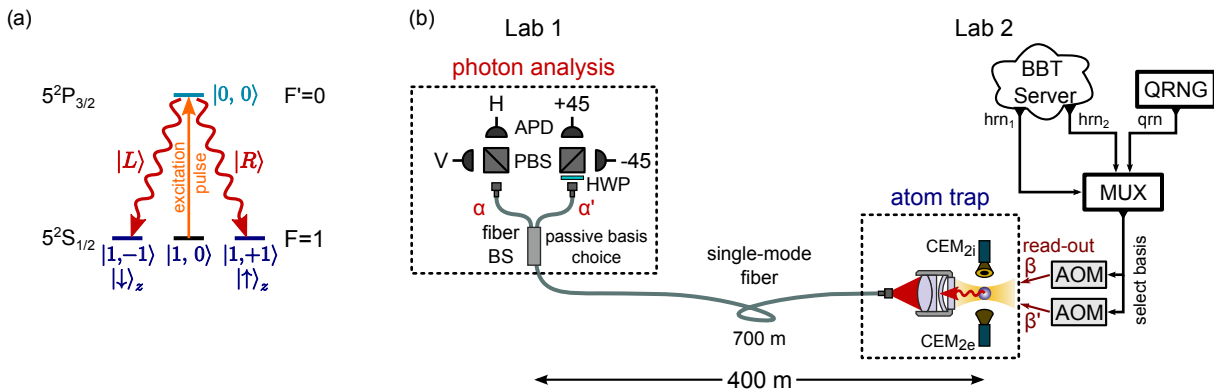 (a)
5²P₃/₂
|0, 0⟩
F'=0
|L⟩
excitation
pulse
|R⟩
5²S₁/₂
F=1
|1,−1⟩
|1, 0⟩
|1,+1⟩
|↓⟩z
|↑⟩z
(b)
Lab 1
photon analysis
H
+45
APD
V
PBS
-45
HWP
α
α'
fiber
BS
passive basis
choice
single-mode
fiber
700 m
400 m
Lab 2
BBT
Server
QRNG
hrn₁
hrn₂
qrn
MUX
atom trap
CEM₂ᵢ
CEM₂ₑ
read-out
β
AOM
β'
AOM
select basis